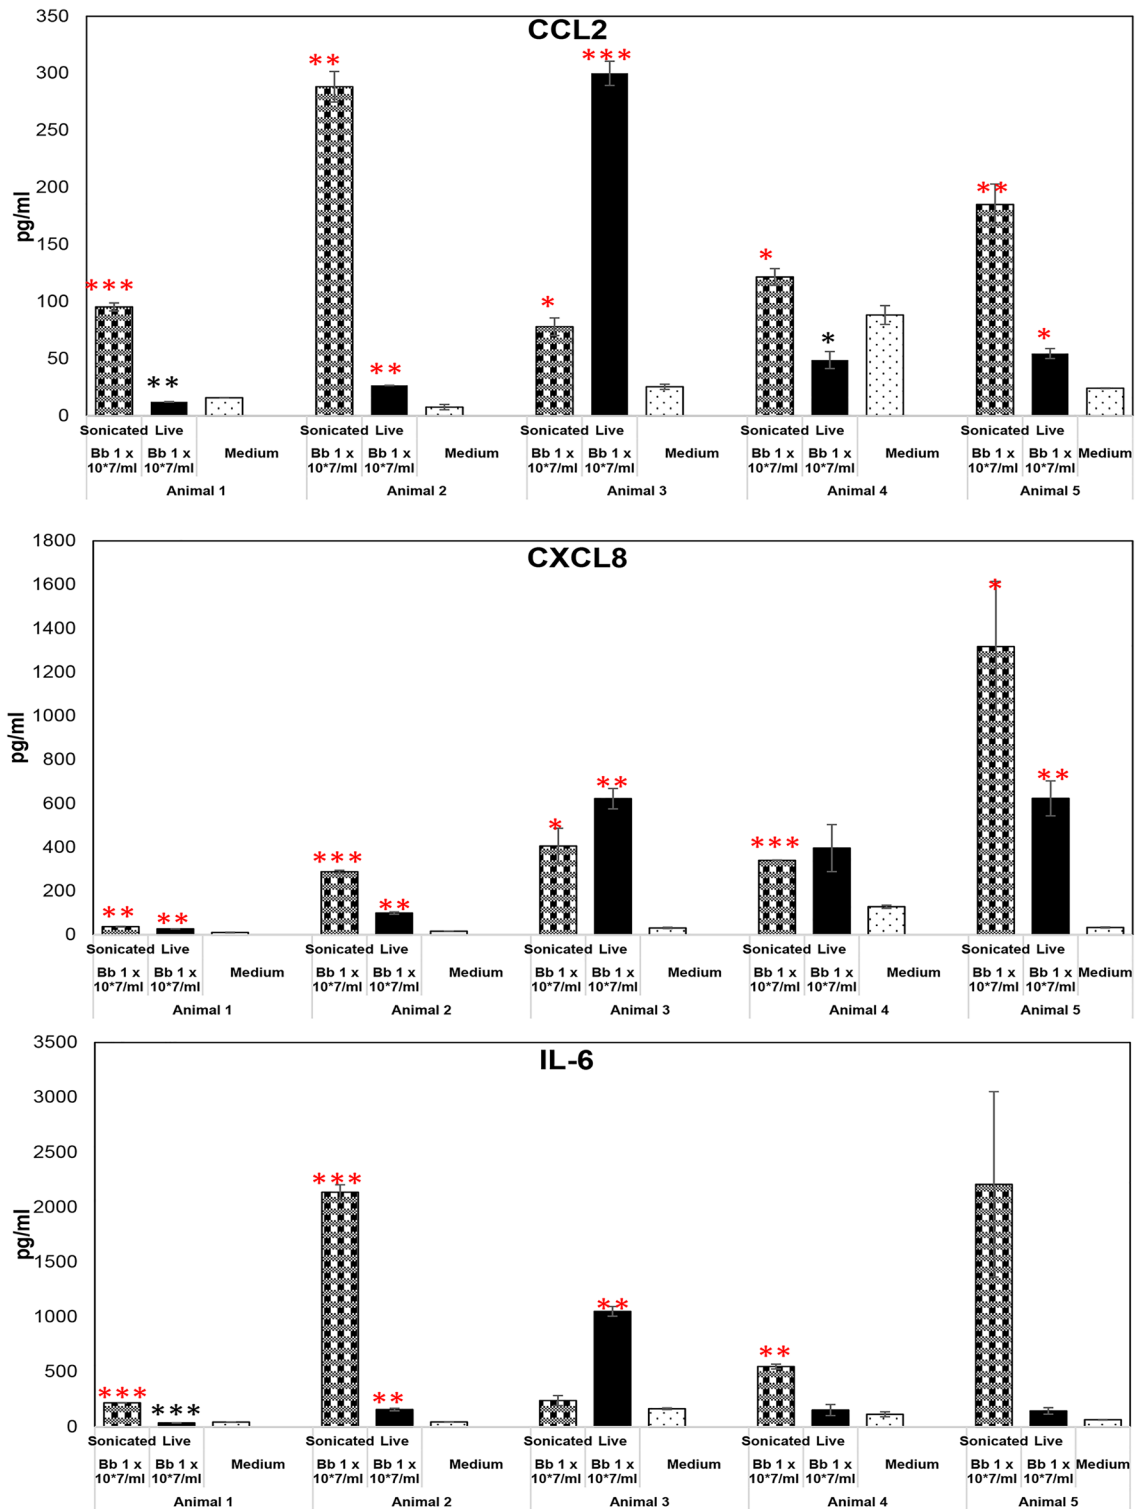 CCL2
350
300
250
200
150
100
50
0
pg/ml
** *** ** * * * *** ** ** *
Sonicated Live Sonicated Live Sonicated Live Sonicated Live Sonicated Live
Bb 1 x Bb 1 x Medium Bb 1 x Bb 1 x Medium Bb 1 x Bb 1 x Medium Bb 1 x Bb 1 x Medium Bb 1 x Bb 1 x Medium
10*7/ml 10*7/ml 10*7/ml 10*7/ml 10*7/ml 10*7/ml 10*7/ml 10*7/ml 10*7/ml 10*7/ml
Animal 1 Animal 2 Animal 3 Animal 4 Animal 5
CXCL8
1800
1600
1400
1200
1000
800
600
400
200
0
pg/ml
* ** ** * *** *** ** ** **
Sonicated Live Sonicated Live Sonicated Live Sonicated Live Sonicated Live
Bb 1 x Bb 1 x Medium Bb 1 x Bb 1 x Medium Bb 1 x Bb 1 x Medium Bb 1 x Bb 1 x Medium Bb 1 x Bb 1 x Medium
10*7/ml 10*7/ml 10*7/ml 10*7/ml 10*7/ml 10*7/ml 10*7/ml 10*7/ml 10*7/ml 10*7/ml
Animal 1 Animal 2 Animal 3 Animal 4 Animal 5
IL-6
3500
3000
2500
2000
1500
1000
500
0
pg/ml
*** ** ** *** *** **
Sonicated Live Sonicated Live Sonicated Live Sonicated Live Sonicated Live
Bb 1 x Bb 1 x Medium Bb 1 x Bb 1 x Medium Bb 1 x Bb 1 x Medium Bb 1 x Bb 1 x Medium Bb 1 x Bb 1 x Medium
10*7/ml 10*7/ml 10*7/ml 10*7/ml 10*7/ml 10*7/ml 10*7/ml 10*7/ml 10*7/ml 10*7/ml
Animal 1 Animal 2 Animal 3 Animal 4 Animal 5